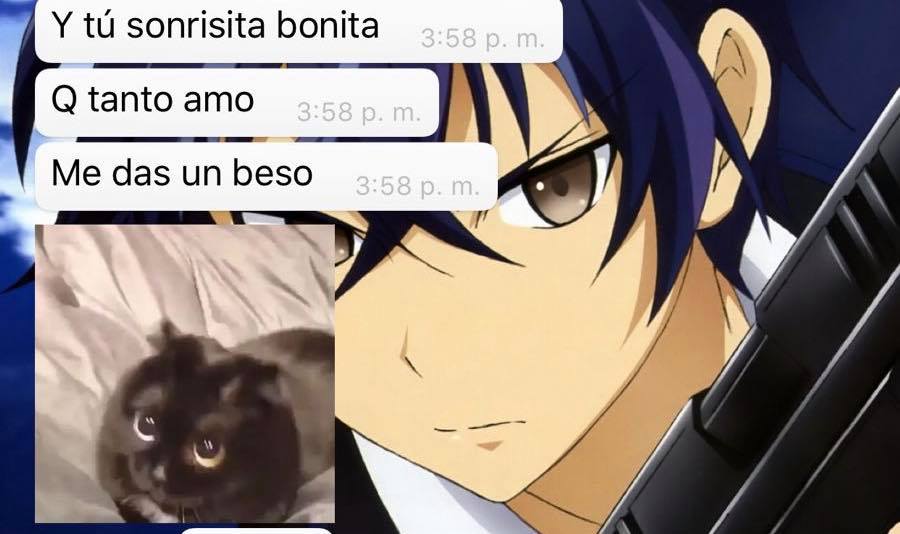 Y tú sonrisita bonita 3:58 p. m.
Q tanto amo 3:58 p. m.
Me das un beso 3:58 p. m.